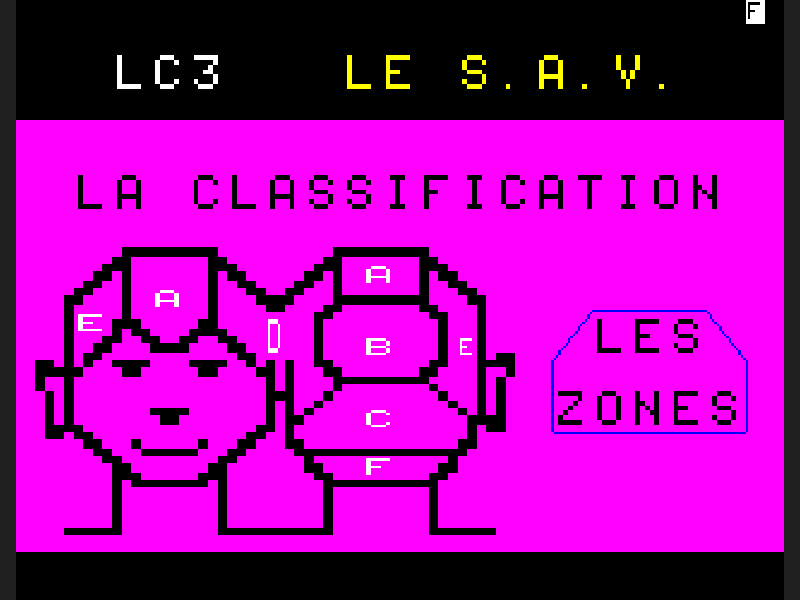 F
LC3 LE S.A.V.
LA CLASSIFICATION
A A
E D B E
C
F
LES
ZONES